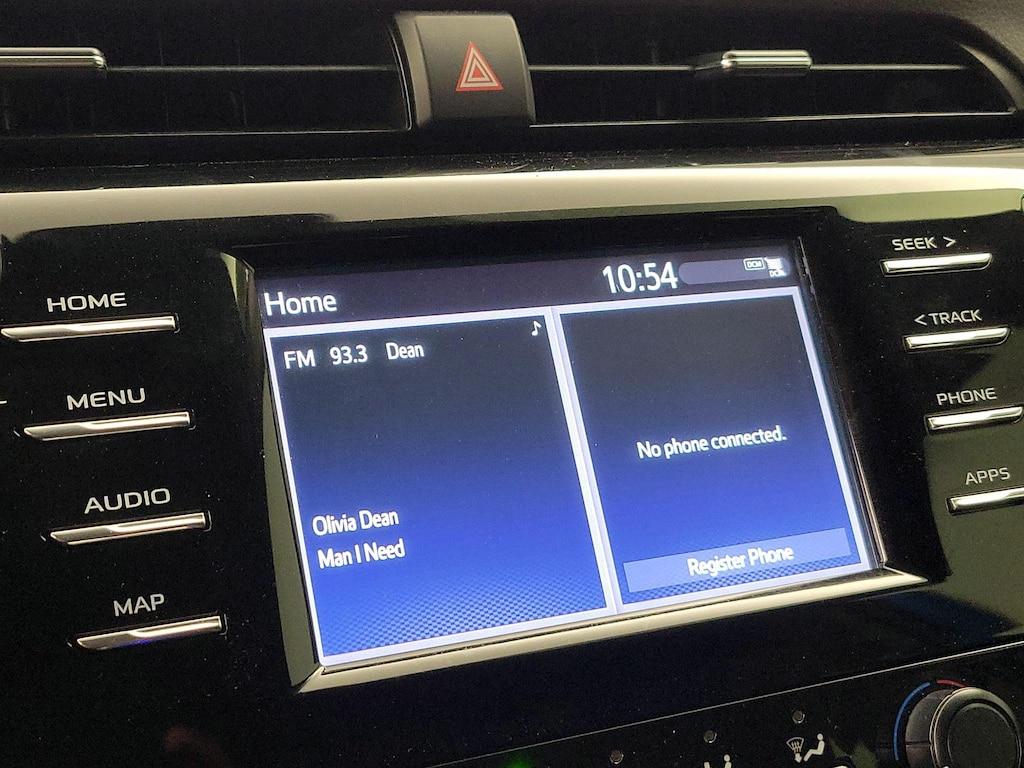 Home 10:54 DCM
FM 93.3 Dean
Olivia Dean
Man I Need
No phone connected.
Register Phone
HOME
MENU
AUDIO
MAP
SEEK >
< TRACK
PHONE
APPS